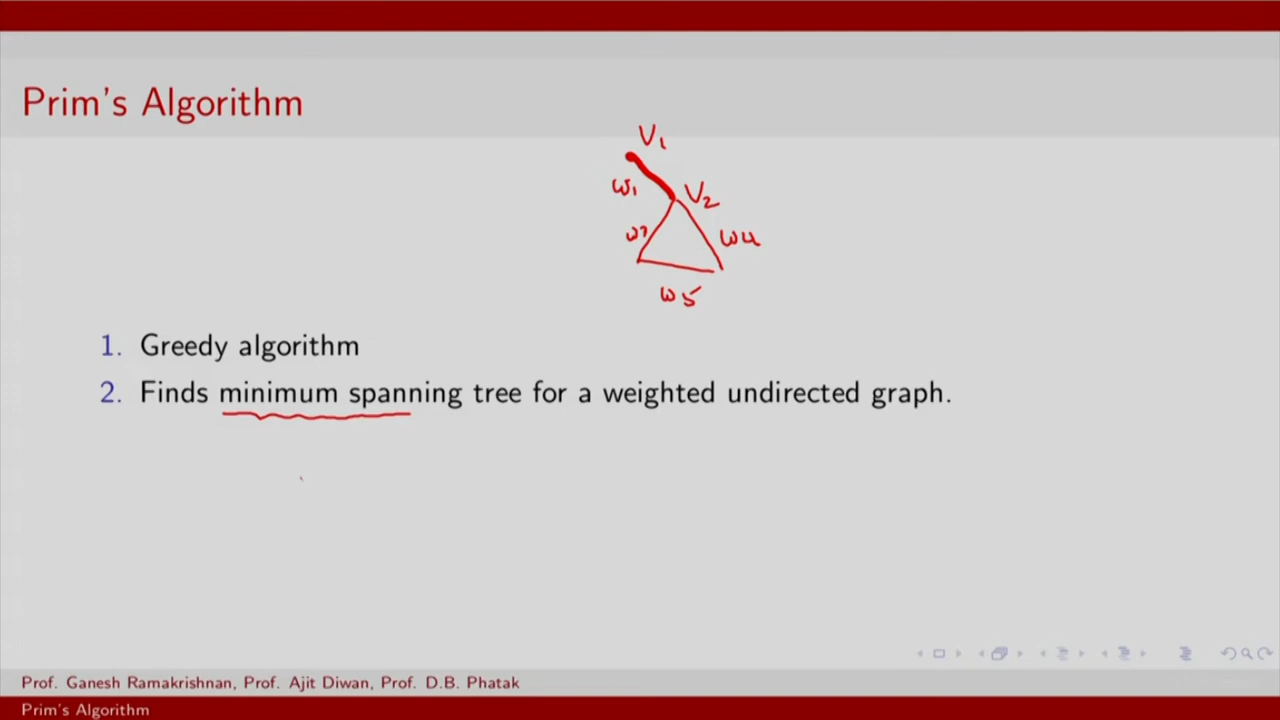 Prim's Algorithm
V1
W1
V2
W4
W5
1. Greedy algorithm
2. Finds minimum spanning tree for a weighted undirected graph.
Prof. Ganesh Ramakrishnan, Prof. Ajit Diwan, Prof. D.B. Phatak
Prim's Algorithm